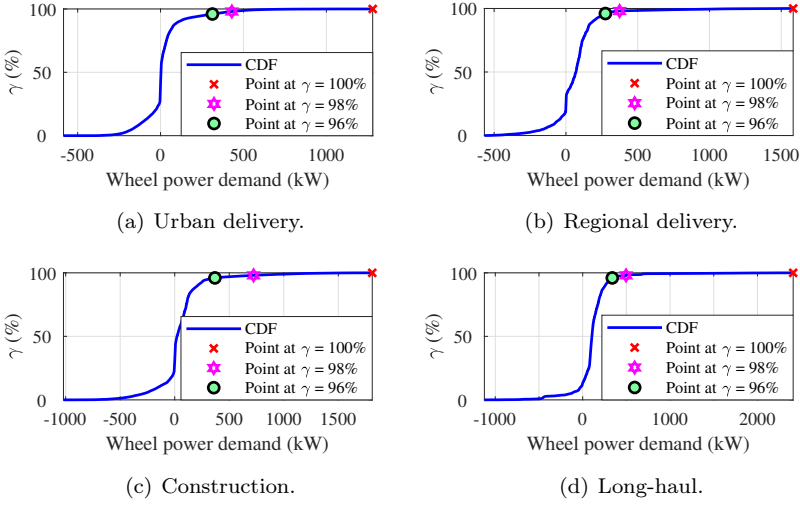 100
50
0
γ (%)
CDF
Point at γ = 100%
Point at γ = 98%
Point at γ = 96%
-500 0 500 1000
Wheel power demand (kW)
(a) Urban delivery.
100
50
0
γ (%)
CDF
Point at γ = 100%
Point at γ = 98%
Point at γ = 96%
-500 0 500 1000 1500
Wheel power demand (kW)
(b) Regional delivery.
100
50
0
γ (%)
CDF
Point at γ = 100%
Point at γ = 98%
Point at γ = 96%
-1000 -500 0 500 1000 1500
Wheel power demand (kW)
(c) Construction.
100
50
0
γ (%)
CDF
Point at γ = 100%
Point at γ = 98%
Point at γ = 96%
-1000 0 1000 2000
Wheel power demand (kW)
(d) Long-haul.